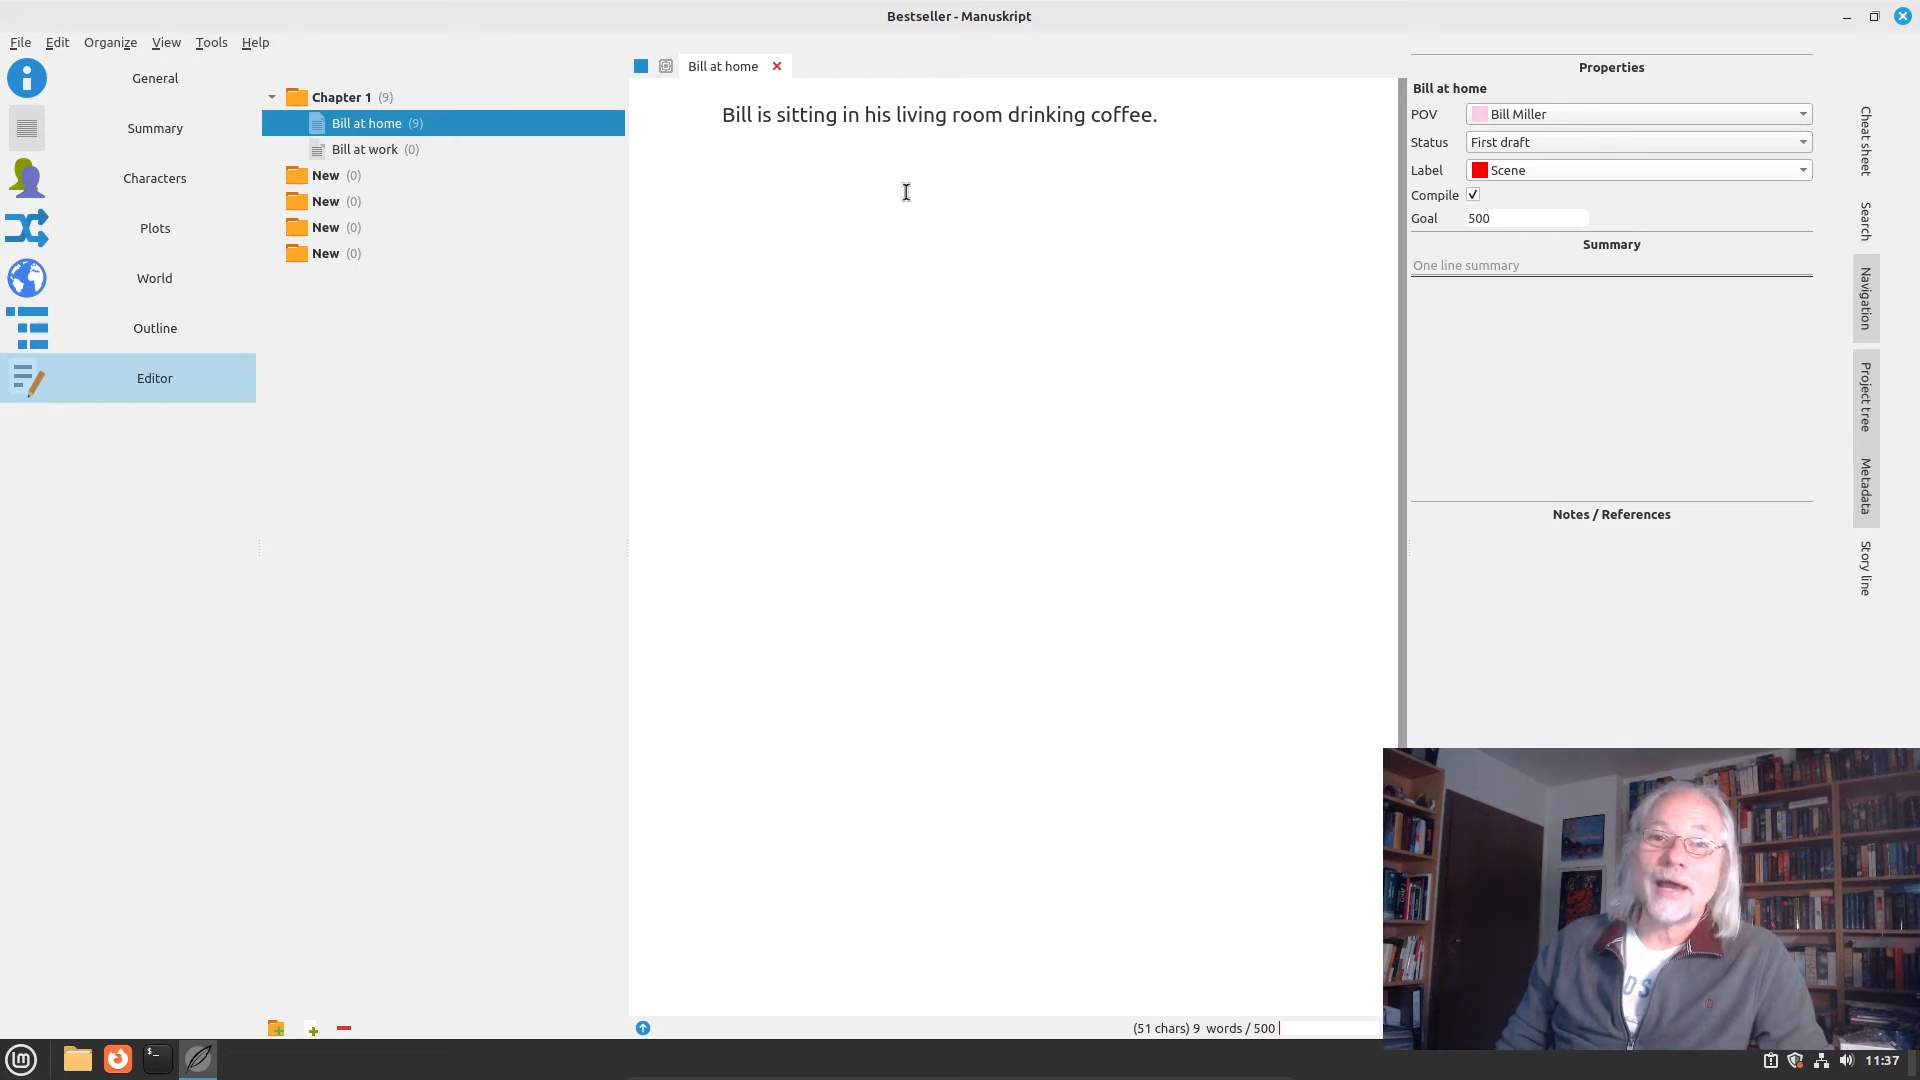 Bestseller - Manuskript
File Edit Organize View Tools Help
General
Summary
Characters
Plots
World
Outline
Editor
Chapter 1 (9)
Bill at home (9)
Bill at work (0)
New (0)
New (0)
New (0)
New (0)
Bill at home
Bill is sitting in his living room drinking coffee.
(51 chars) 9 words / 500
Properties
Bill at home
POV Bill Miller
Status First draft
Label Scene
Compile
Goal 500
Summary
One line summary
Notes / References
Cheat sheet
Search
Navigation
Project tree
Metadata
Story line
lm
11:37